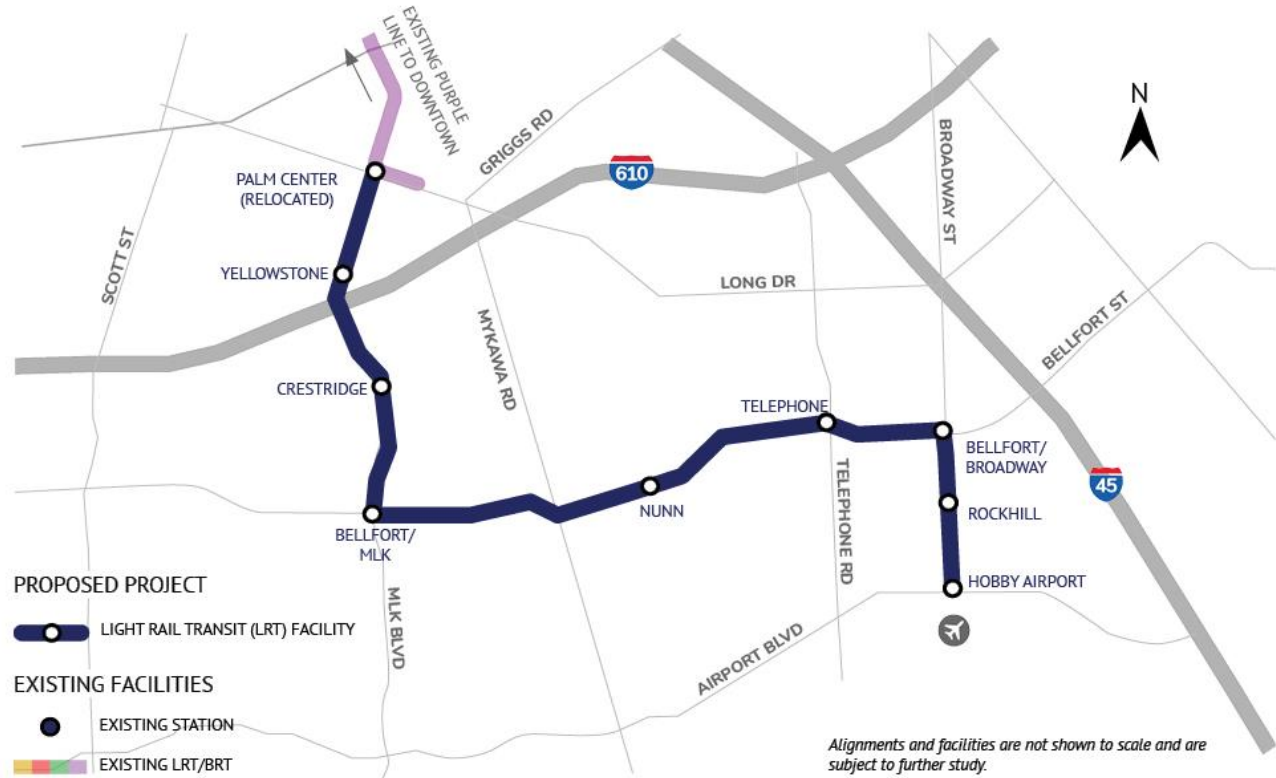 EXISTING PURPLE
LINE TO DOWNTOWN
N
GRIGGS RD
610
BROADWAY ST
PALM CENTER
(RELOCATED)
SCOTT ST
YELLOWSTONE
LONG DR
MYKAWA RD
BELLFORT ST
CRESTRIDGE
TELEPHONE
BELLFORT/
BROADWAY
45
NUNN
TELEPHONE RD
ROCKHILL
BELLFORT/
MLK
HOBBY AIRPORT
MLK BLVD
AIRPORT BLVD
PROPOSED PROJECT
LIGHT RAIL TRANSIT (LRT) FACILITY
EXISTING FACILITIES
EXISTING STATION
EXISTING LRT/BRT
Alignments and facilities are not shown to scale and are
subject to further study.